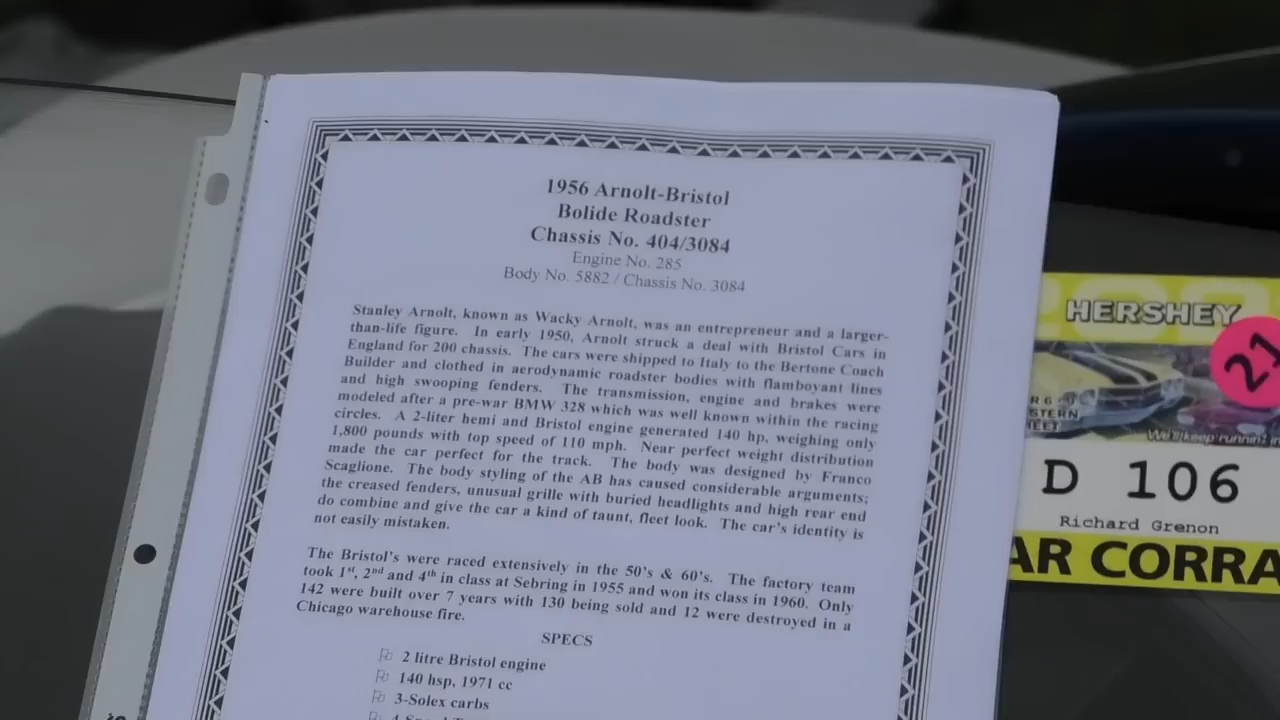 1956 Arnolt-Bristol
Bolide Roadster
Chassis No. 404/3084
Engine No. 285
Body No. 5882 / Chassis No. 3084
Stanley Arnolt, known as Wacky Arnolt, was an entrepreneur and a larger-
than-life figure. In early 1950, Arnolt struck a deal with Bristol Cars in
England for 200 chassis. The cars were shipped to Italy to the Bertone Coach
Builder and clothed in aerodynamic roadster bodies with flamboyant lines
and high swooping fenders. The transmission, engine and brakes were
modeled after a pre-war BMW 328 which was well known within the racing
circles. A 2-liter hemi and Bristol engine generated 140 hp, weighing only
1,800 pounds with top speed of 110 mph. Near perfect weight distribution
made the car perfect for the track. The body was designed by Franco
Scaglione. The body styling of the AB has caused considerable arguments;
the creased fenders, unusual grille with buried headlights and high rear end
do combine and give the car a kind of taunt, fleet look. The car's identity is
not easily mistaken.
The Bristol's were raced extensively in the 50's & 60's. The factory team
took 1st, 2nd and 4th in class at Sebring in 1955 and won its class in 1960. Only
142 were built over 7 years with 130 being sold and 12 were destroyed in a
Chicago warehouse fire.
SPECS
2 litre Bristol engine
140 hsp, 1971 cc
3-Solex carbs
HERSHEY
21
R 6
STERN
EET
We'll keep runnin' in
D 106
Richard Grenon
AR CORRA